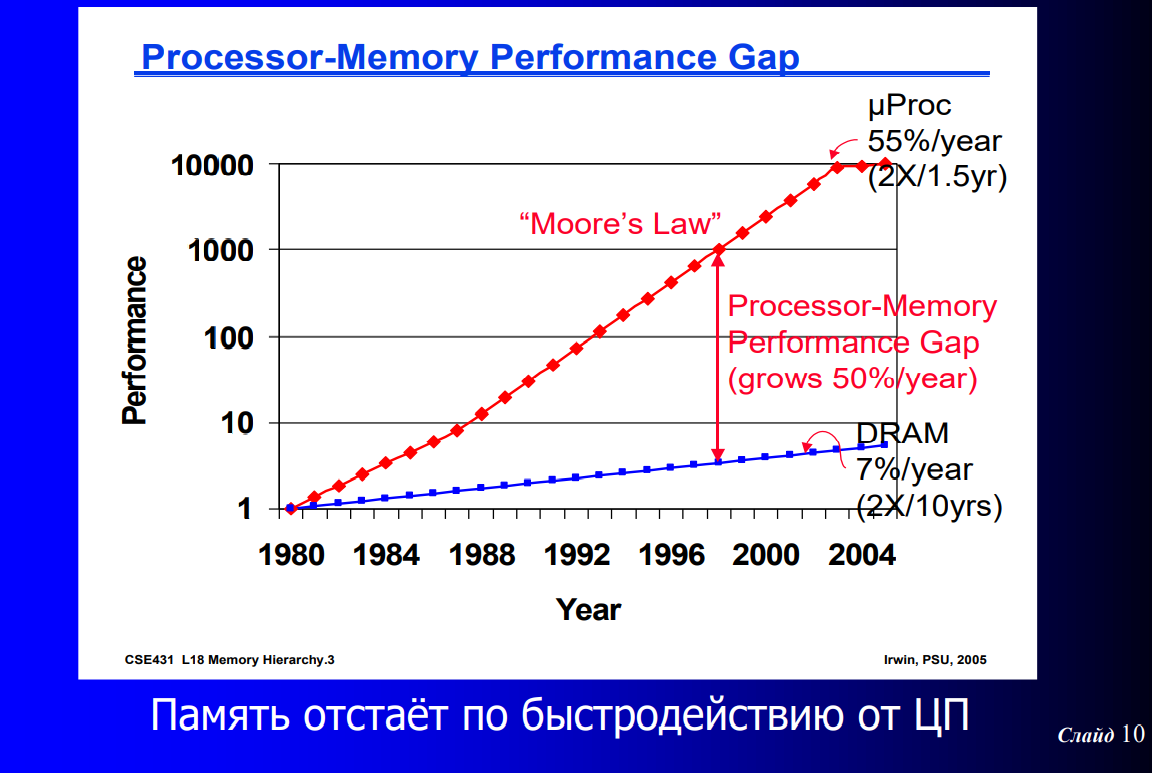 Processor-Memory Performance Gap
µProc
55%/year
(2X/1.5yr)
10000
1000
100
10
1
Performance
“Moore’s Law”
Processor-Memory
Performance Gap
(grows 50%/year)
DRAM
7%/year
(2X/10yrs)
1980 1984 1988 1992 1996 2000 2004
Year
CSE431 L18 Memory Hierarchy.3
Irwin, PSU, 2005
Память отстаёт по быстродействию от ЦП
Слайд 10